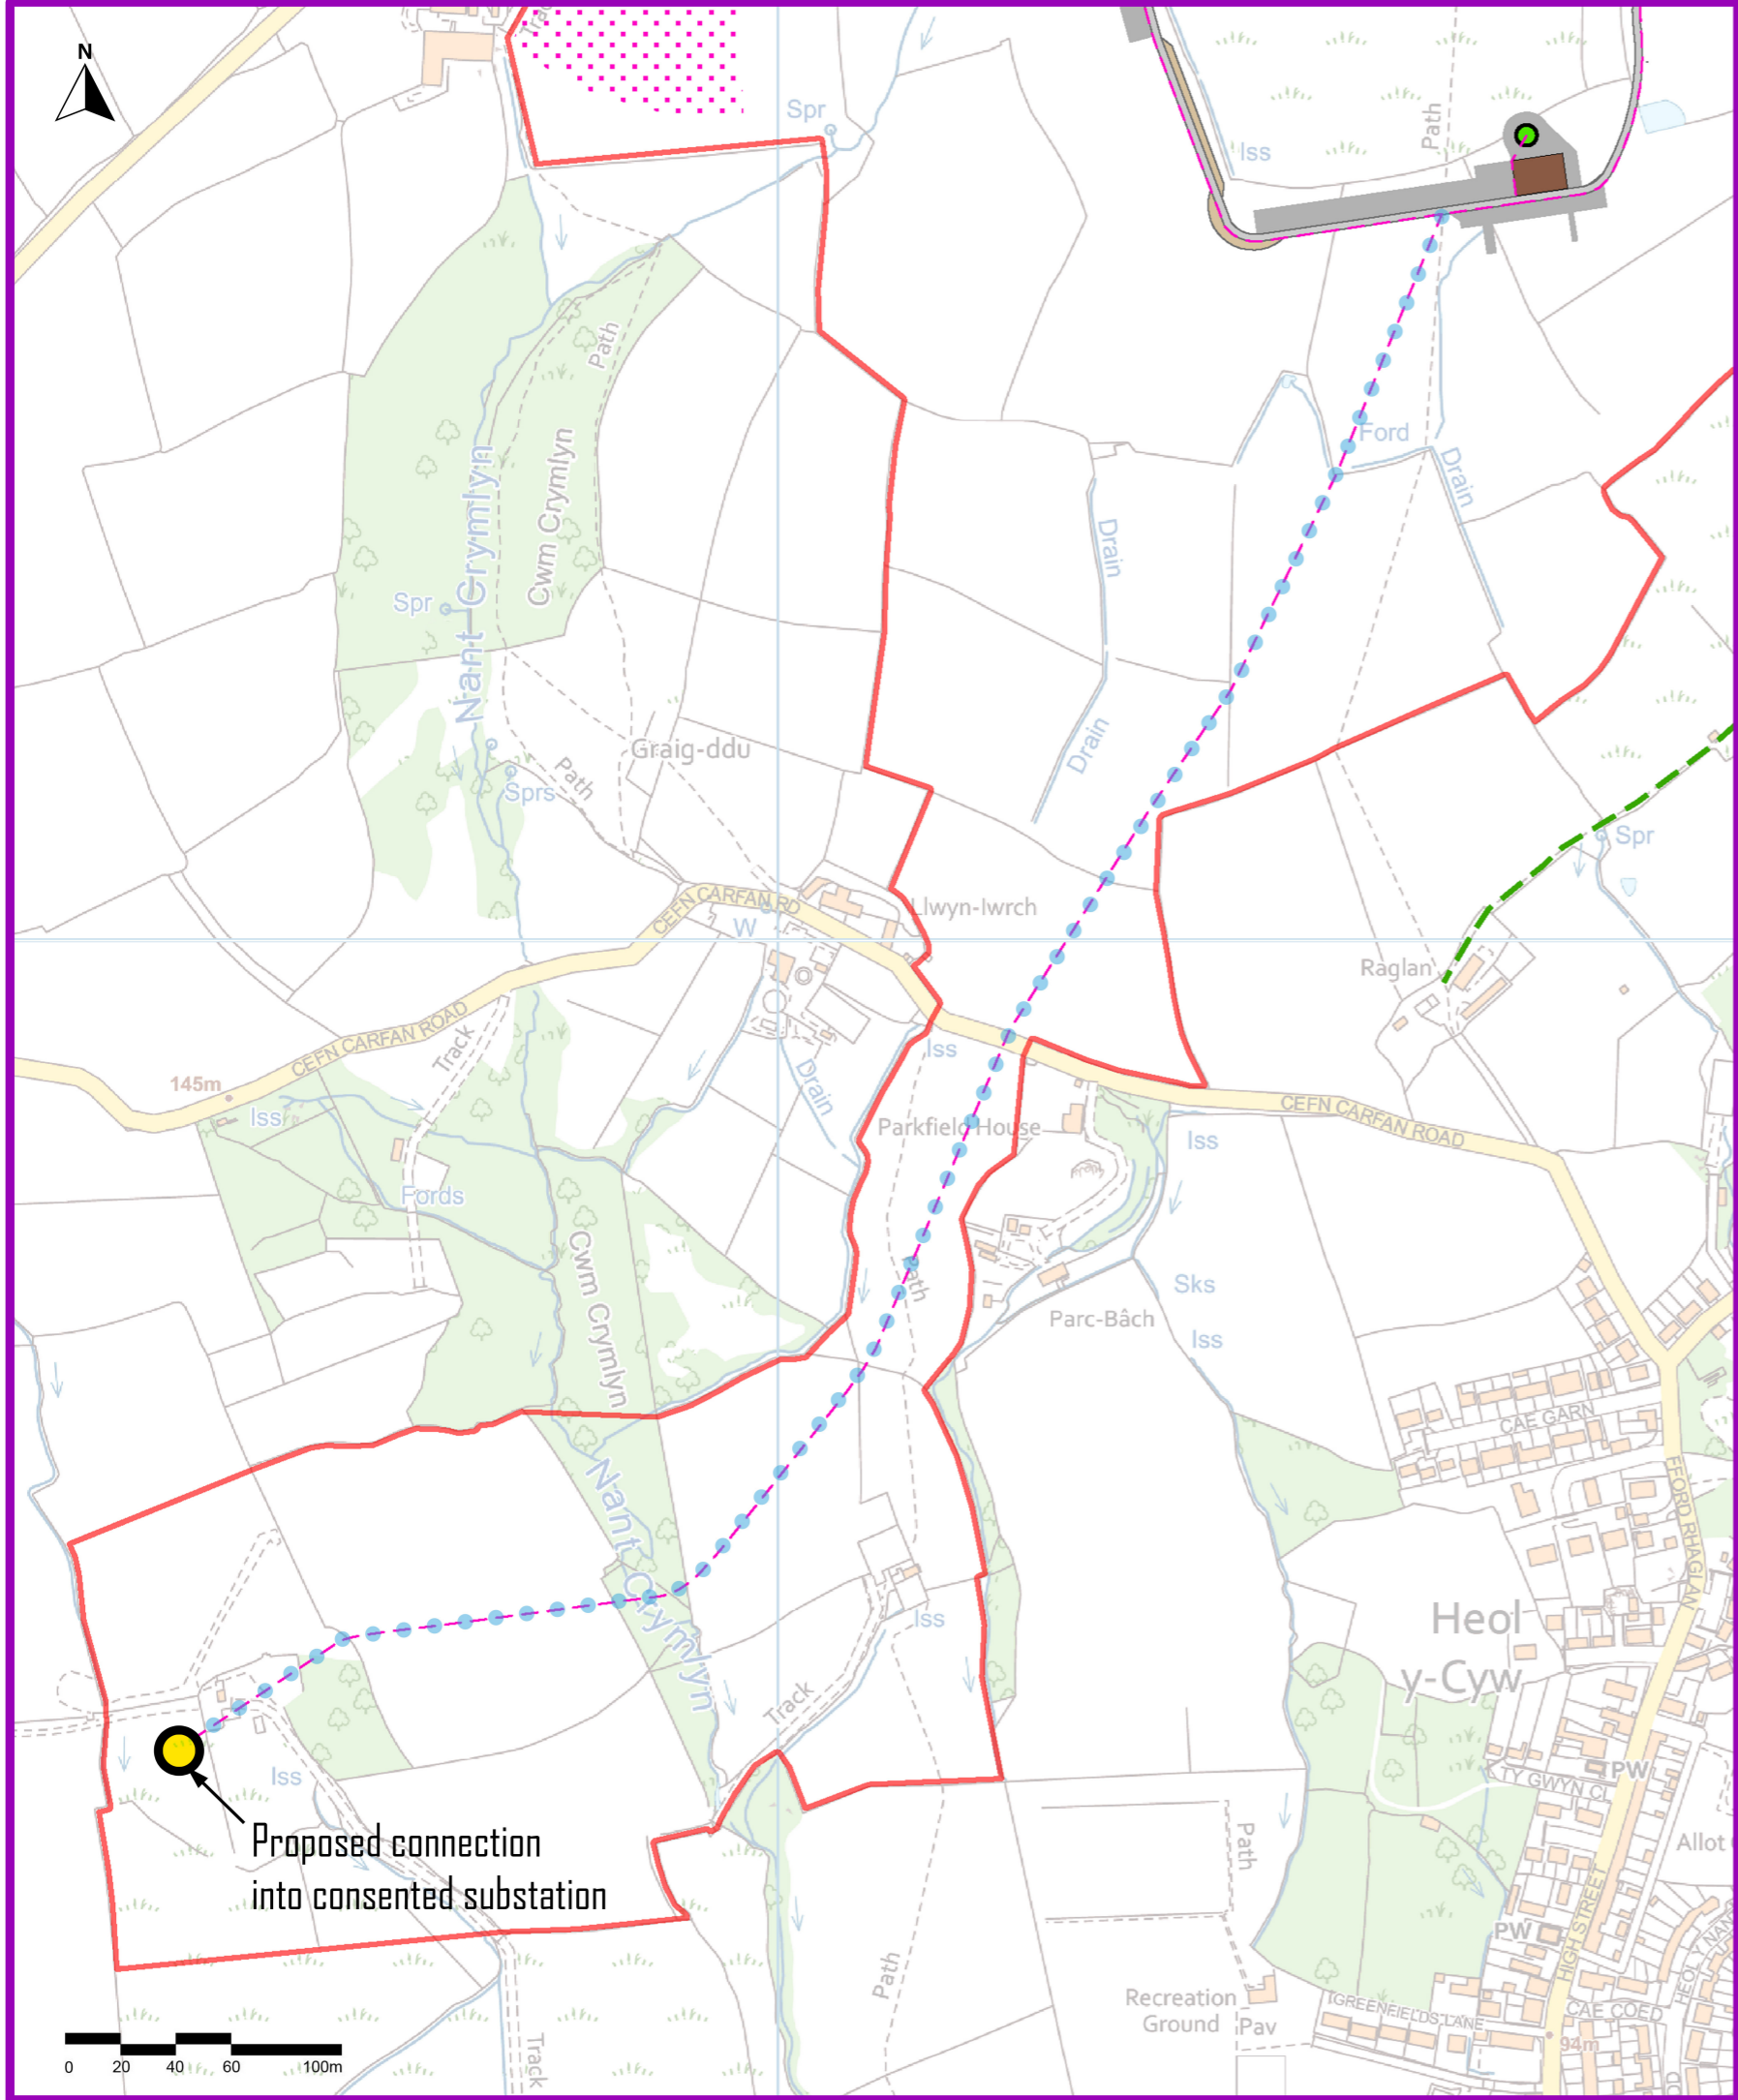 N
Trac
Spr
Path
Iss
Path
Ford
Drain
Drain
Nant Crymlyn
Cwm Crymlyn
Spr
Graig-ddu
Drain
Path
Sprs
Spr
CEFN CARFAN RD
Llwyn-Iwrch
W
Raglan
CEFN CARFAN ROAD
Track
145m
Iss
Iss
Drain
Parkfield House
CEFN CARFAN ROAD
Iss
Fords
Cwm Crymlyn
Path
Sks
Parc-Bâch
Iss
CAE GARN
FFORD RHAGLAN
Nant Crymlyn
Heol
y-Cyw
Iss
Track
Iss
PW
TY GWYN CL
Proposed connection
into consented substation
Path
Allot
PW
HIGH STREET
Path
Recreation
Ground
Pav
GREENFIELDS LANE
CAE COED
94m
Track
0 20 40 60 100m